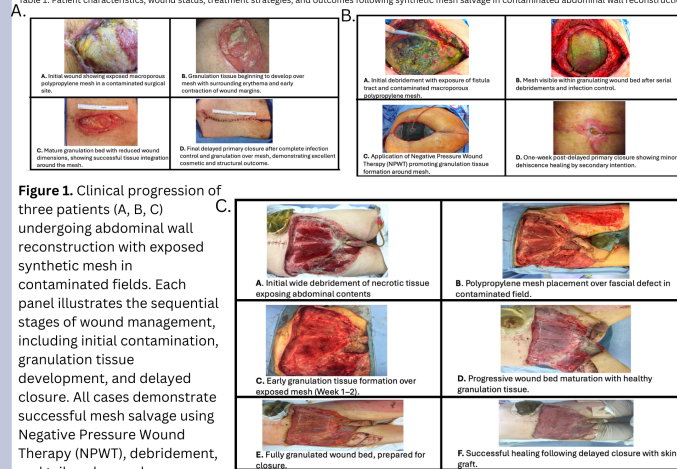 Table 1. Patient characteristics, wound status, treatment strategies, and outcomes following synthetic mesh salvage in contaminated abdominal wall
A.
A. Initial wound showing exposed macroporous
polypropylene mesh in a contaminated surgical
site.
B. Granulation tissue beginning to develop over
mesh with surrounding erythema and early
contraction of wound margins.
C. Mature granulation bed with reduced wound
dimensions, showing successful tissue integration
around the mesh.
D. Final delayed primary closure after complete infection
control and granulation over mesh, demonstrating excellent
cosmetic and structural outcome.
B.
A. Initial debridement with exposure of fistula
tract and contaminated macroporous
polypropylene mesh.
B. Mesh visible within granulating wound bed after serial
debridements and infection control.
C. Application of Negative Pressure Wound
Therapy (NPWT) promoting granulation tissue
formation around mesh.
D. One-week post-delayed primary closure showing minor
dehiscence healing by secondary intention.
Figure 1. Clinical progression of
three patients (A, B, C)
undergoing abdominal wall
reconstruction with exposed
synthetic mesh in
contaminated fields. Each
panel illustrates the sequential
stages of wound management,
including initial contamination,
granulation tissue
development, and delayed
closure. All cases demonstrate
successful mesh salvage using
Negative Pressure Wound
Therapy (NPWT), debridement,
C.
A. Initial wide debridement of necrotic tissue
exposing abdominal contents
B. Polypropylene mesh placement over fascial defect in
contaminated field.
C. Early granulation tissue formation over
exposed mesh (Week 1–2).
D. Progressive wound bed maturation with healthy
granulation tissue.
E. Fully granulated wound bed, prepared for
closure.
F. Successful healing following delayed closure with skin
graft.